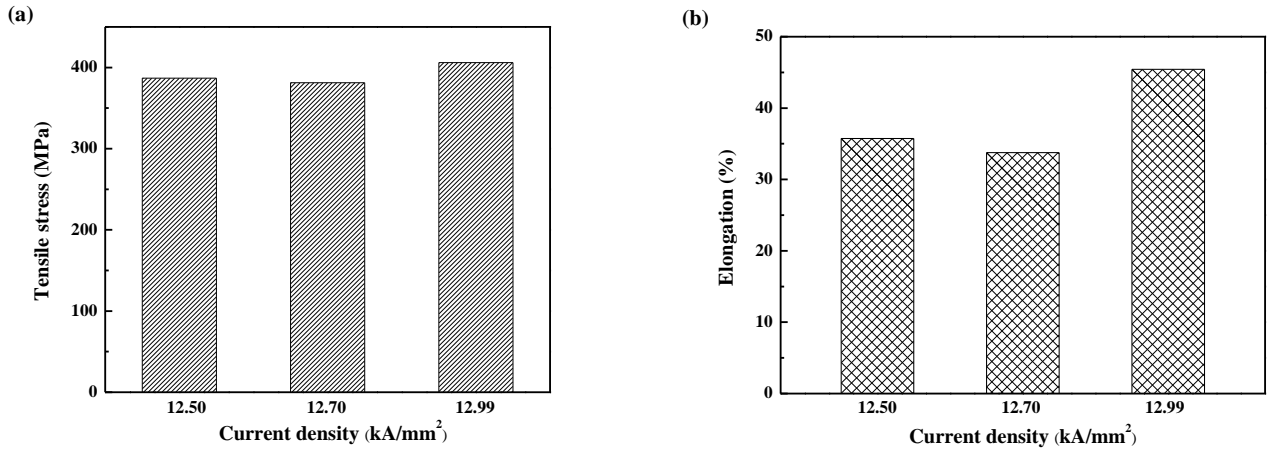 (a)
Tensile stress (MPa)
400
300
200
100
0
12.50 12.70 12.99
Current density (kA/mm²)
(b)
Elongation (%)
50
40
30
20
10
0
12.50 12.70 12.99
Current density (kA/mm²)